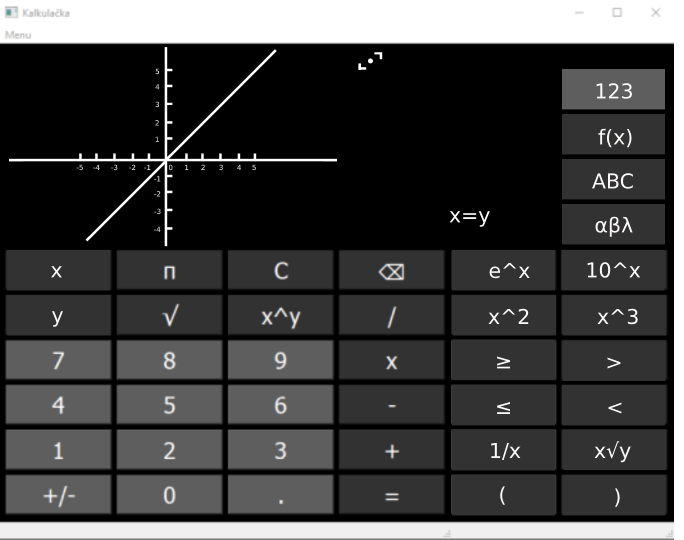 Kalkulačka
Menu
5
4
3
2
1
-5 -4 -3 -2 -1 0 1 2 3 4 5
-1
-2
-3
-4
x=y
123
f(x)
ABC
αβλ
x п C ⌫ e^x 10^x
y √ x^y / x^2 x^3
7 8 9 x ≥ >
4 5 6 - ≤ <
1 2 3 + 1/x x√y
+/- 0 . = ( )